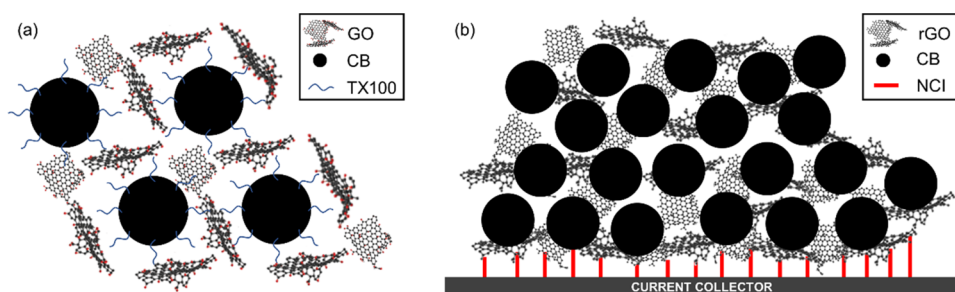 (a)
GO
CB
TX100
(b)
rGO
CB
NCI
CURRENT COLLECTOR